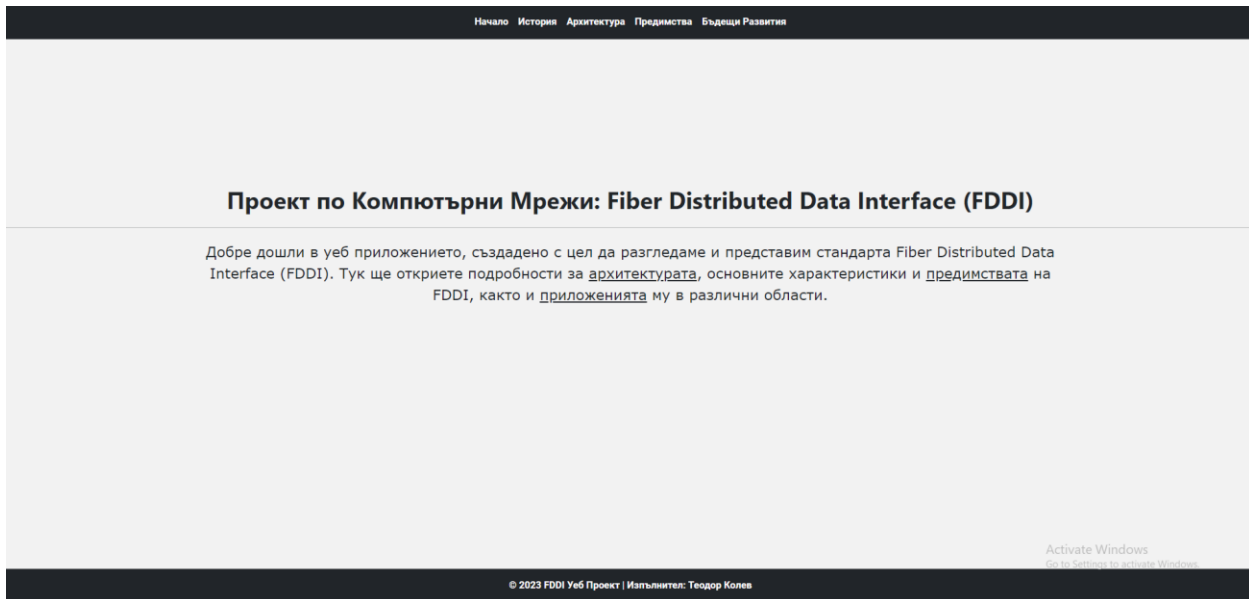 Начало История Архитектура Предимства Бъдещи Развития
Проект по Компютърни Мрежи: Fiber Distributed Data Interface (FDDI)
Добре дошли в уеб приложението, създадено с цел да разгледаме и представим стандарта Fiber Distributed Data
Interface (FDDI). Тук ще откриете подробности за архитектурата, основните характеристики и предимствата на
FDDI, както и приложенията му в различни области.
Activate Windows
Go to Settings to activate Windows.
© 2023 FDDI Уеб Проект | Изпълнител: Теодор Колев